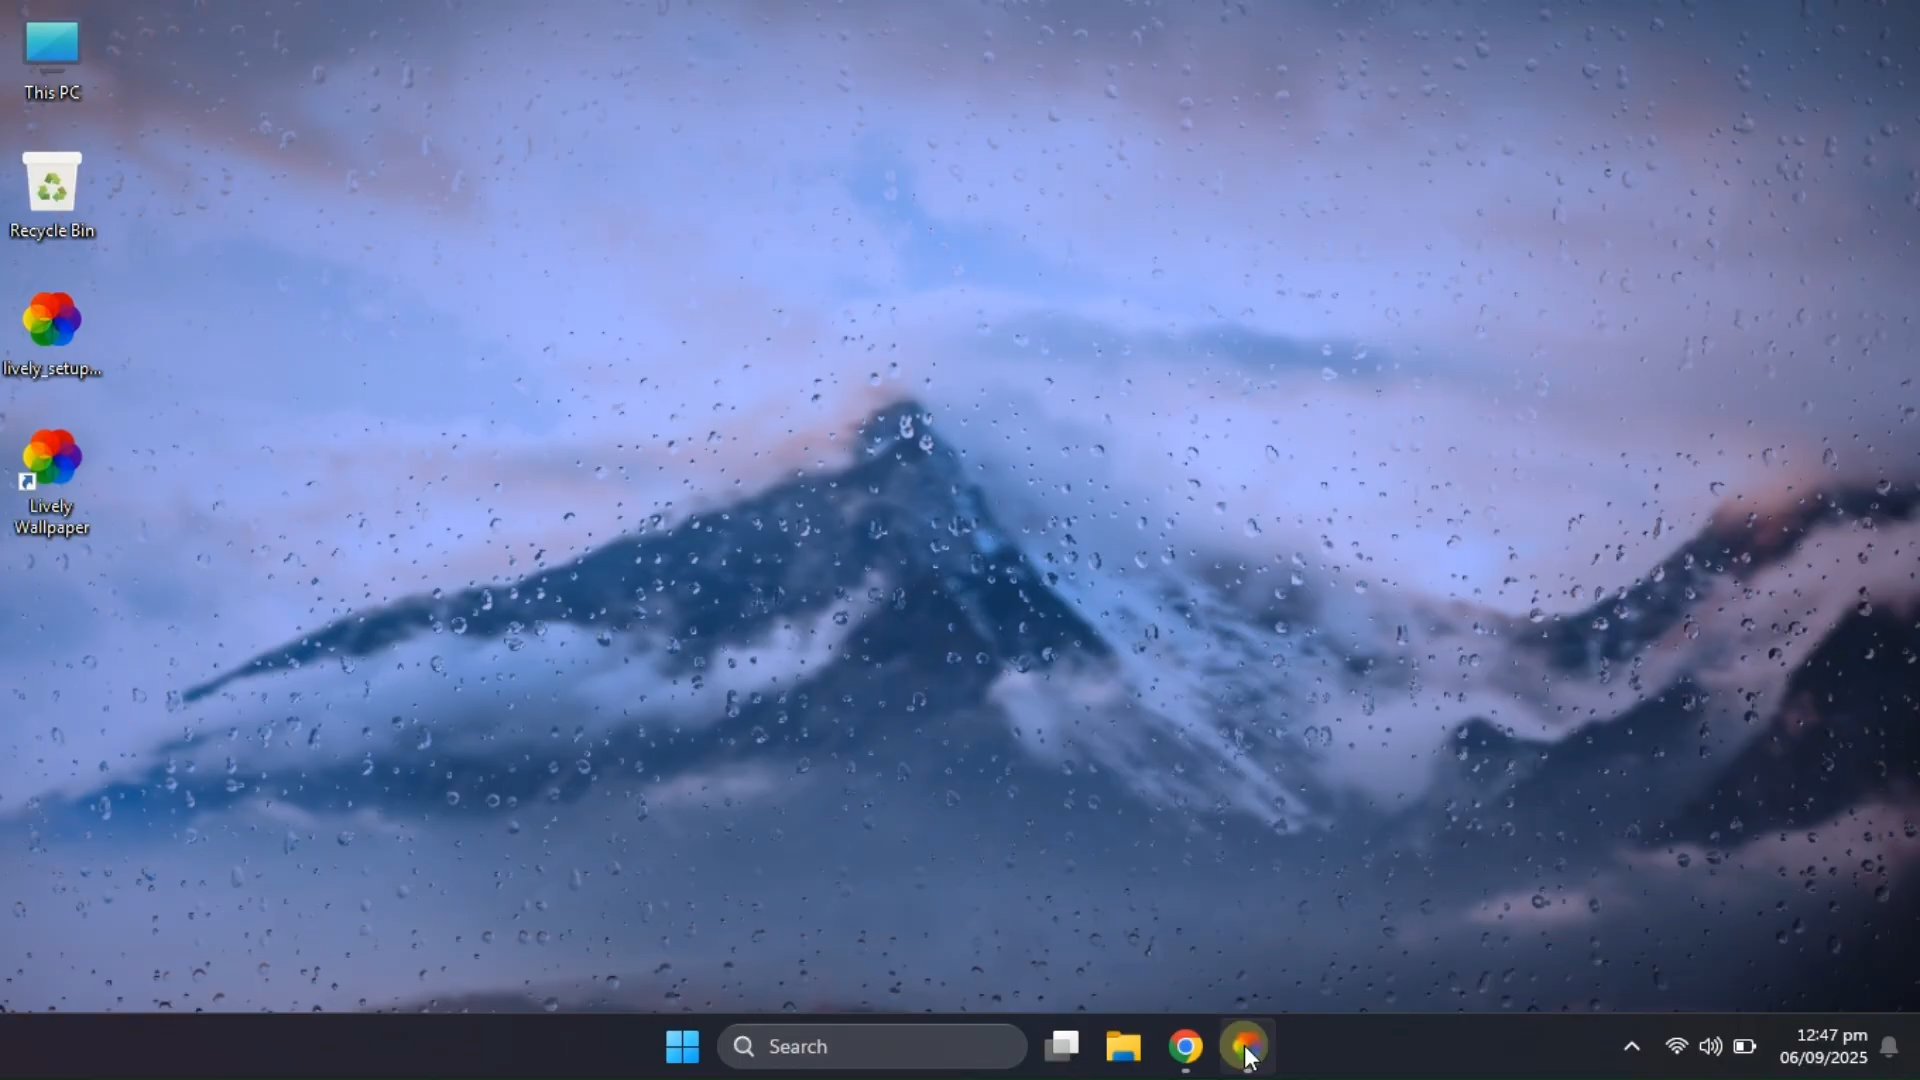 This PC
Recycle Bin
lively_setup...
Lively
Wallpaper
Search
12:47 pm
06/09/2025